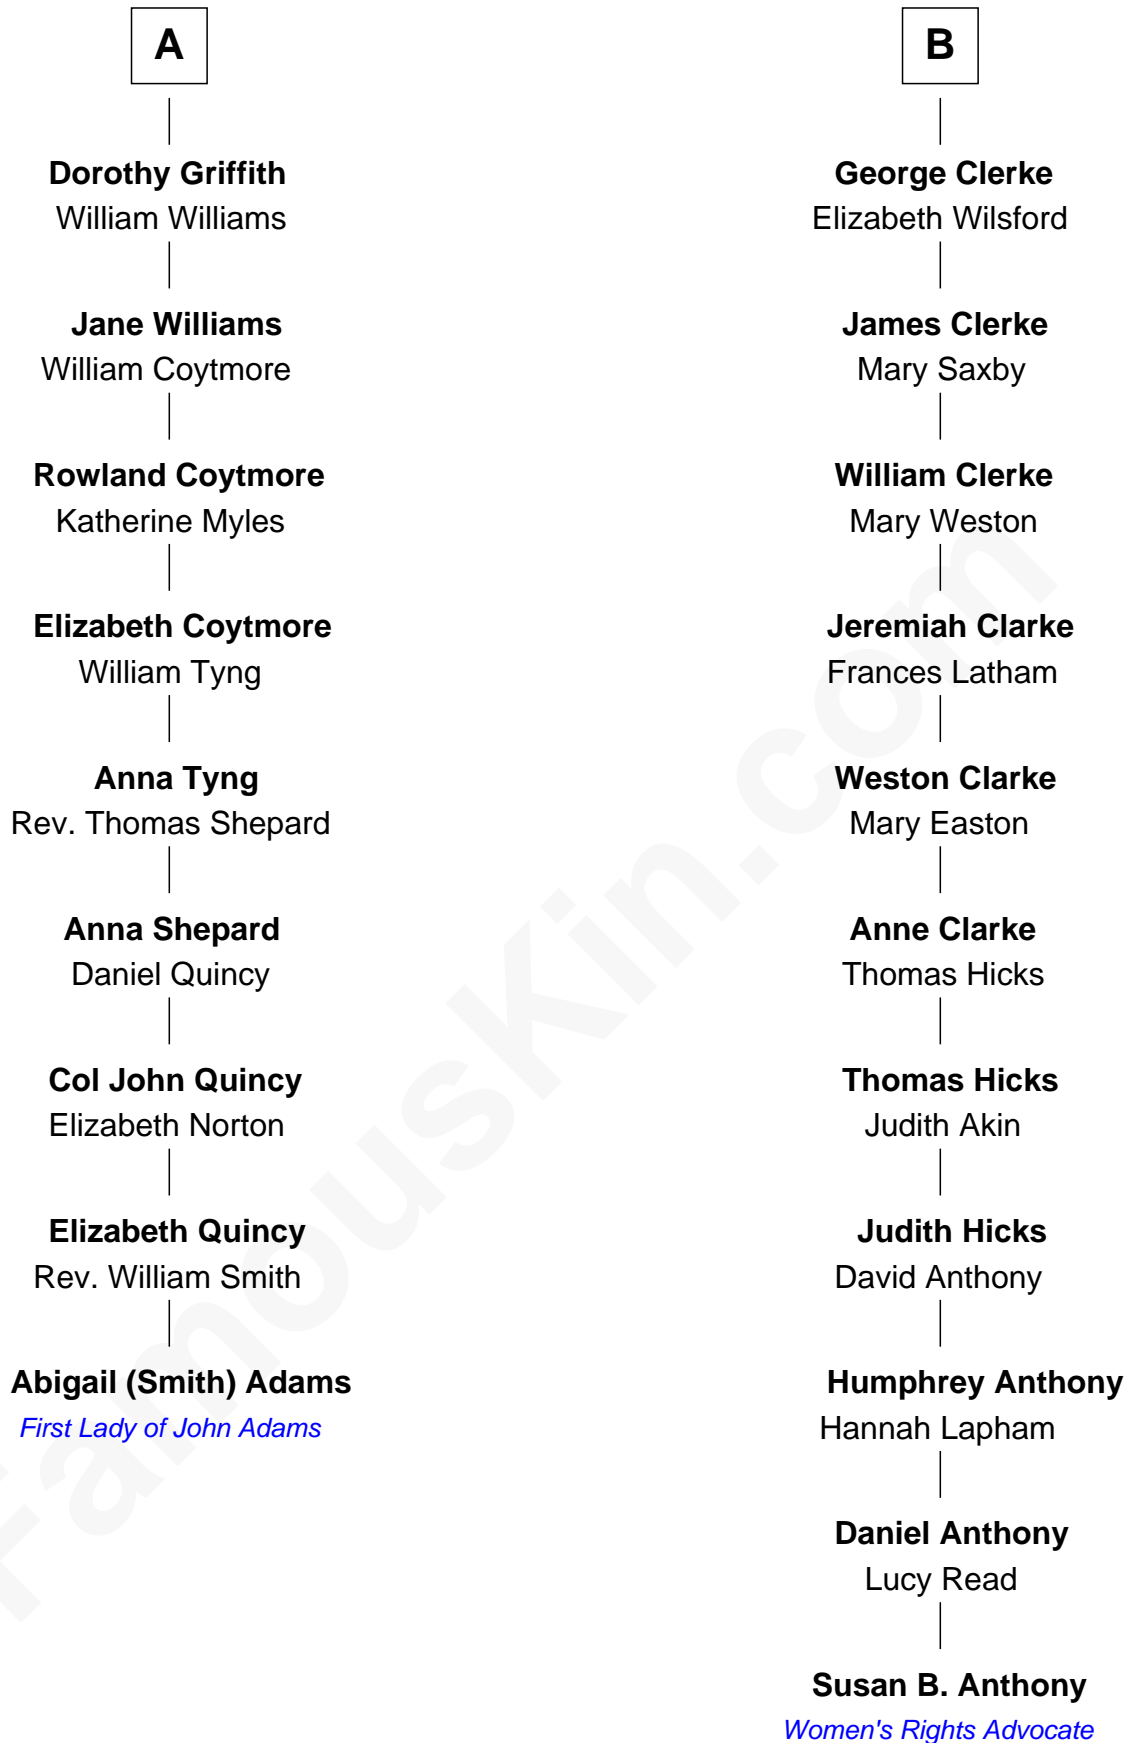 A
Dorothy Griffith
William Williams
Jane Williams
William Coytmore
Rowland Coytmore
Katherine Myles
Elizabeth Coytmore
William Tyng
Anna Tyng
Rev. Thomas Shepard
Anna Shepard
Daniel Quincy
Col John Quincy
Elizabeth Norton
Elizabeth Quincy
Rev. William Smith
Abigail (Smith) Adams
First Lady of John Adams
B
George Clerke
Elizabeth Wilsford
James Clerke
Mary Saxby
William Clerke
Mary Weston
Jeremiah Clarke
Frances Latham
Weston Clarke
Mary Easton
Anne Clarke
Thomas Hicks
Thomas Hicks
Judith Akin
Judith Hicks
David Anthony
Humphrey Anthony
Hannah Lapham
Daniel Anthony
Lucy Read
Susan B. Anthony
Women's Rights Advocate
FamousKin.com